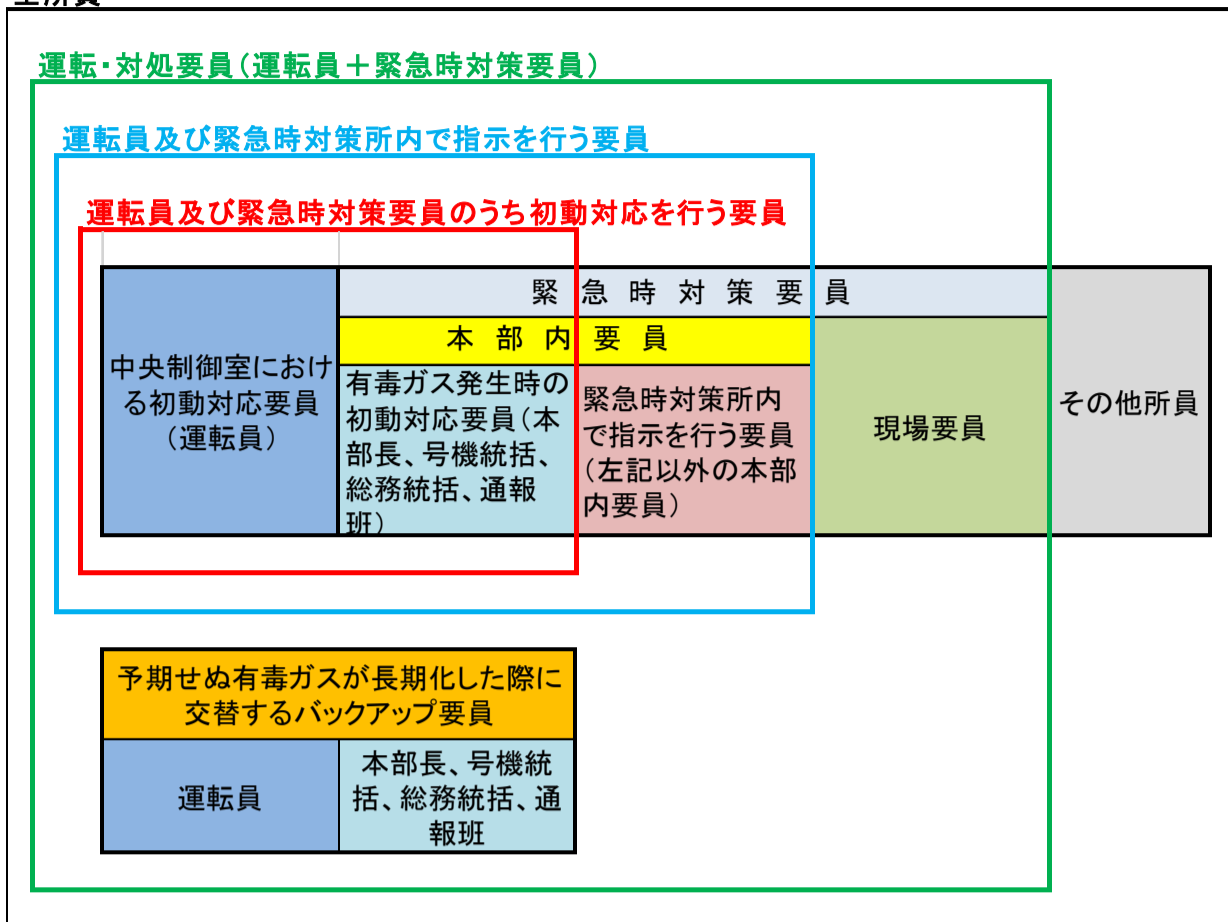 運転・対処要員(運転員+緊急時対策要員)
運転員及び緊急時対策所内で指示を行う要員
運転員及び緊急時対策要員のうち初動対応を行う要員
緊急時対策要員
本部内要員
中央制御室におけ
る初動対応要員
(運転員)
有毒ガス発生時の
初動対応要員(本
部長、号機統括、
総務統括、通報
班)
緊急時対策所内
で指示を行う要員
(左記以外の本部
内要員)
現場要員
その他所員
予期せぬ有毒ガスが長期化した際に
交替するバックアップ要員
運転員
本部長、号機統
括、総務統括、通
報班